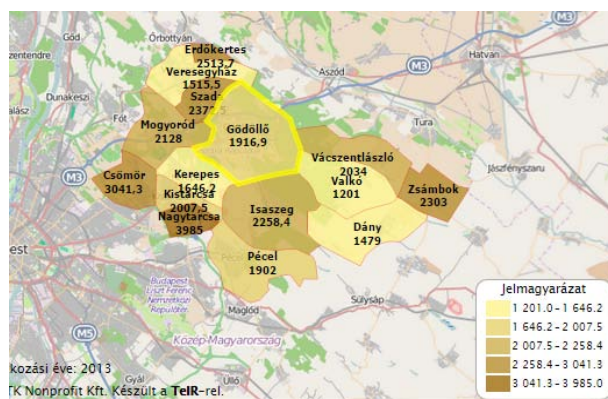 Göd
Őrbottyán
Erdőkertes
2513,7
Veresegyház
1515,5
Szada
2372,5
Dunakeszi
Fót
Mogyoród
2128
Gödöllő
1916,9
Aszód
Hatvan
M3
Tura
Jászfényszaru
M3
Csömör
3041,3
Kerepes
1646,2
Kistarcsa
2007,5
Nagytarcsa
3985
Vácszentlászló
2034
Valkó
1201
Zsámbok
2303
Isaszeg
2258,4
Dány
1479
Pécel
1902
Budapest
Liszt Ferenc
Nemzetközi
Repülőtér
Maglód
Sülysáp
M5
Közép-Magyarország
Gyál
Üllő
kozási éve: 2013
TK Nonprofit Kft. Készült a TeIR-rel.
Jelmagyarázat
1 201.0 - 1 646.2
1 646.2 - 2 007.5
2 007.5 - 2 258.4
2 258.4 - 3 041.3
3 041.3 - 3 985.0